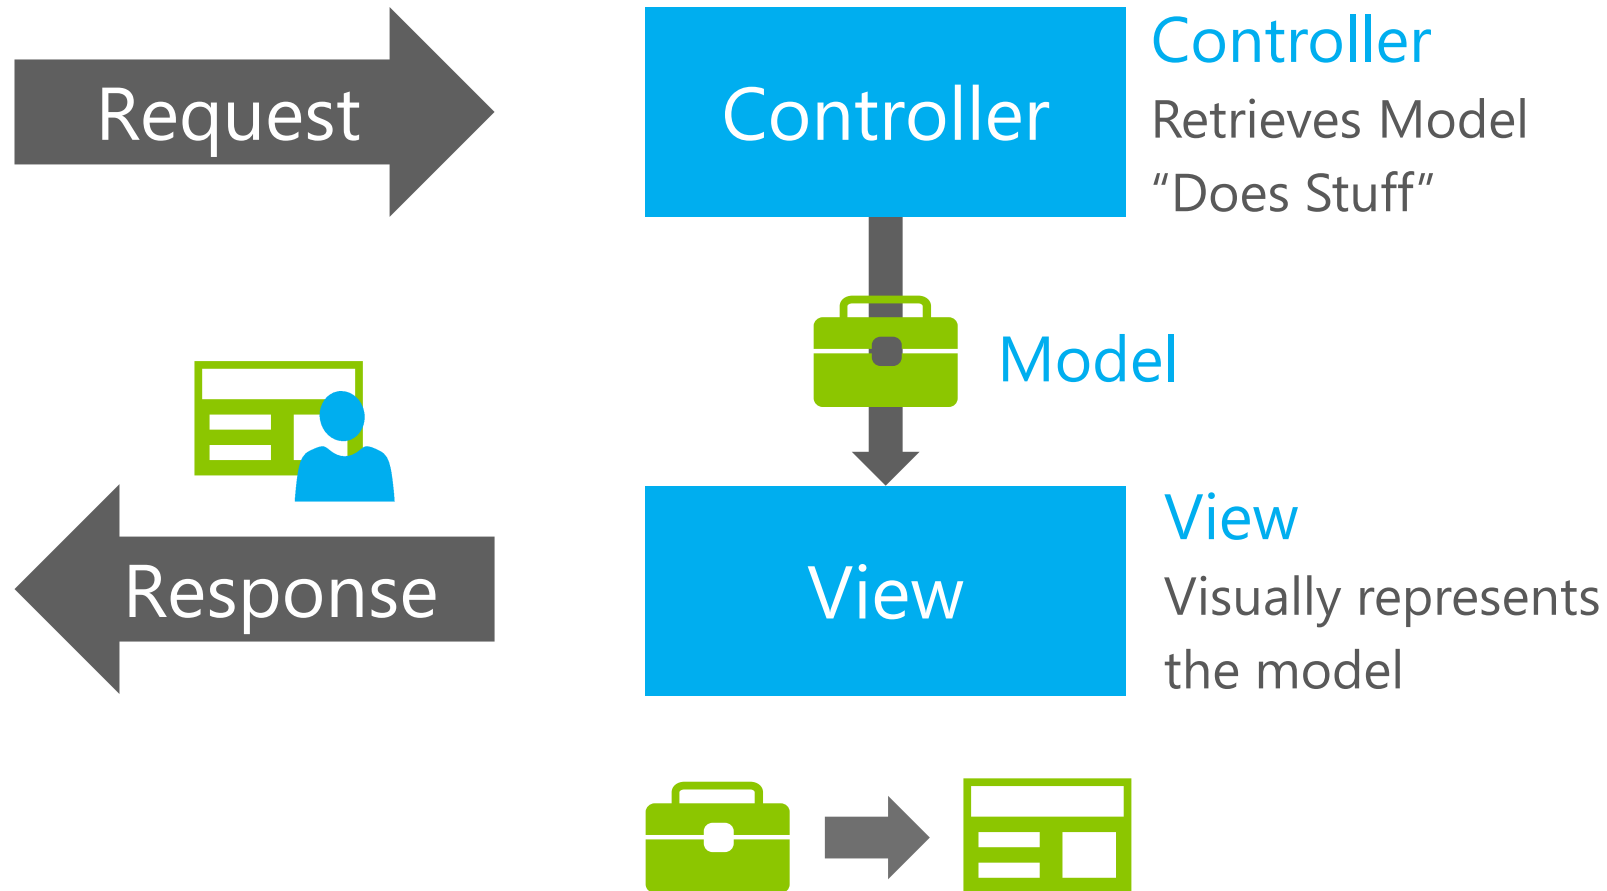 Request
Controller
Controller
Retrieves Model
“Does Stuff”
Model
Response
View
View
Visually represents
the model